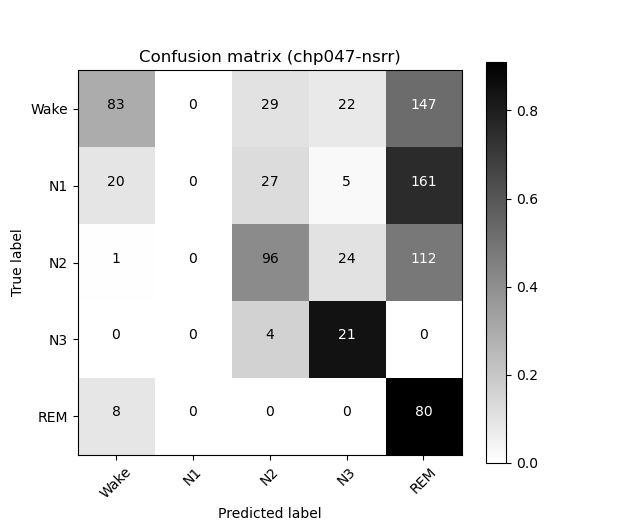 Confusion matrix (chp047-nsrr)
True label
Wake 83 0 29 22 147
N1 20 0 27 5 161
N2 1 0 96 24 112
N3 0 0 4 21 0
REM 8 0 0 0 80
Wake N1 N2 N3 REM
Predicted label
0.8
0.6
0.4
0.2
0.0